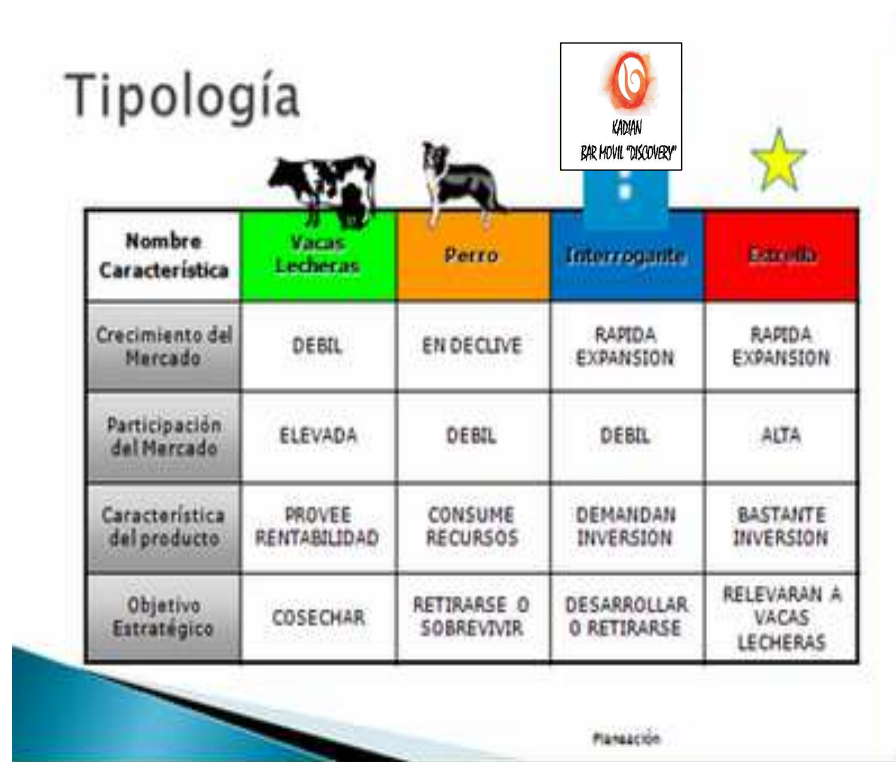 Tipología
KADIAN
BAR MOVIL "DISCOVERY"
Nombre
Característica
Vacas
Lecheras
Perro
Interrogante
Estrella
Crecimiento del
Mercado
DEBIL
EN DECLIVE
RAPIDA
EXPANSION
RAPIDA
EXPANSION
Participación
del Mercado
ELEVADA
DEBIL
DEBIL
ALTA
Característica
del producto
PROVEE
RENTABILIDAD
CONSUME
RECURSOS
DEMANDAN
INVERSION
BASTANTE
INVERSION
Objetivo
Estratégico
COSECHAR
RETIRARSE O
SOBREVIVIR
DESARROLLAR
O RETIRARSE
RELEVARAN A
VACAS
LECHERAS
Planeación